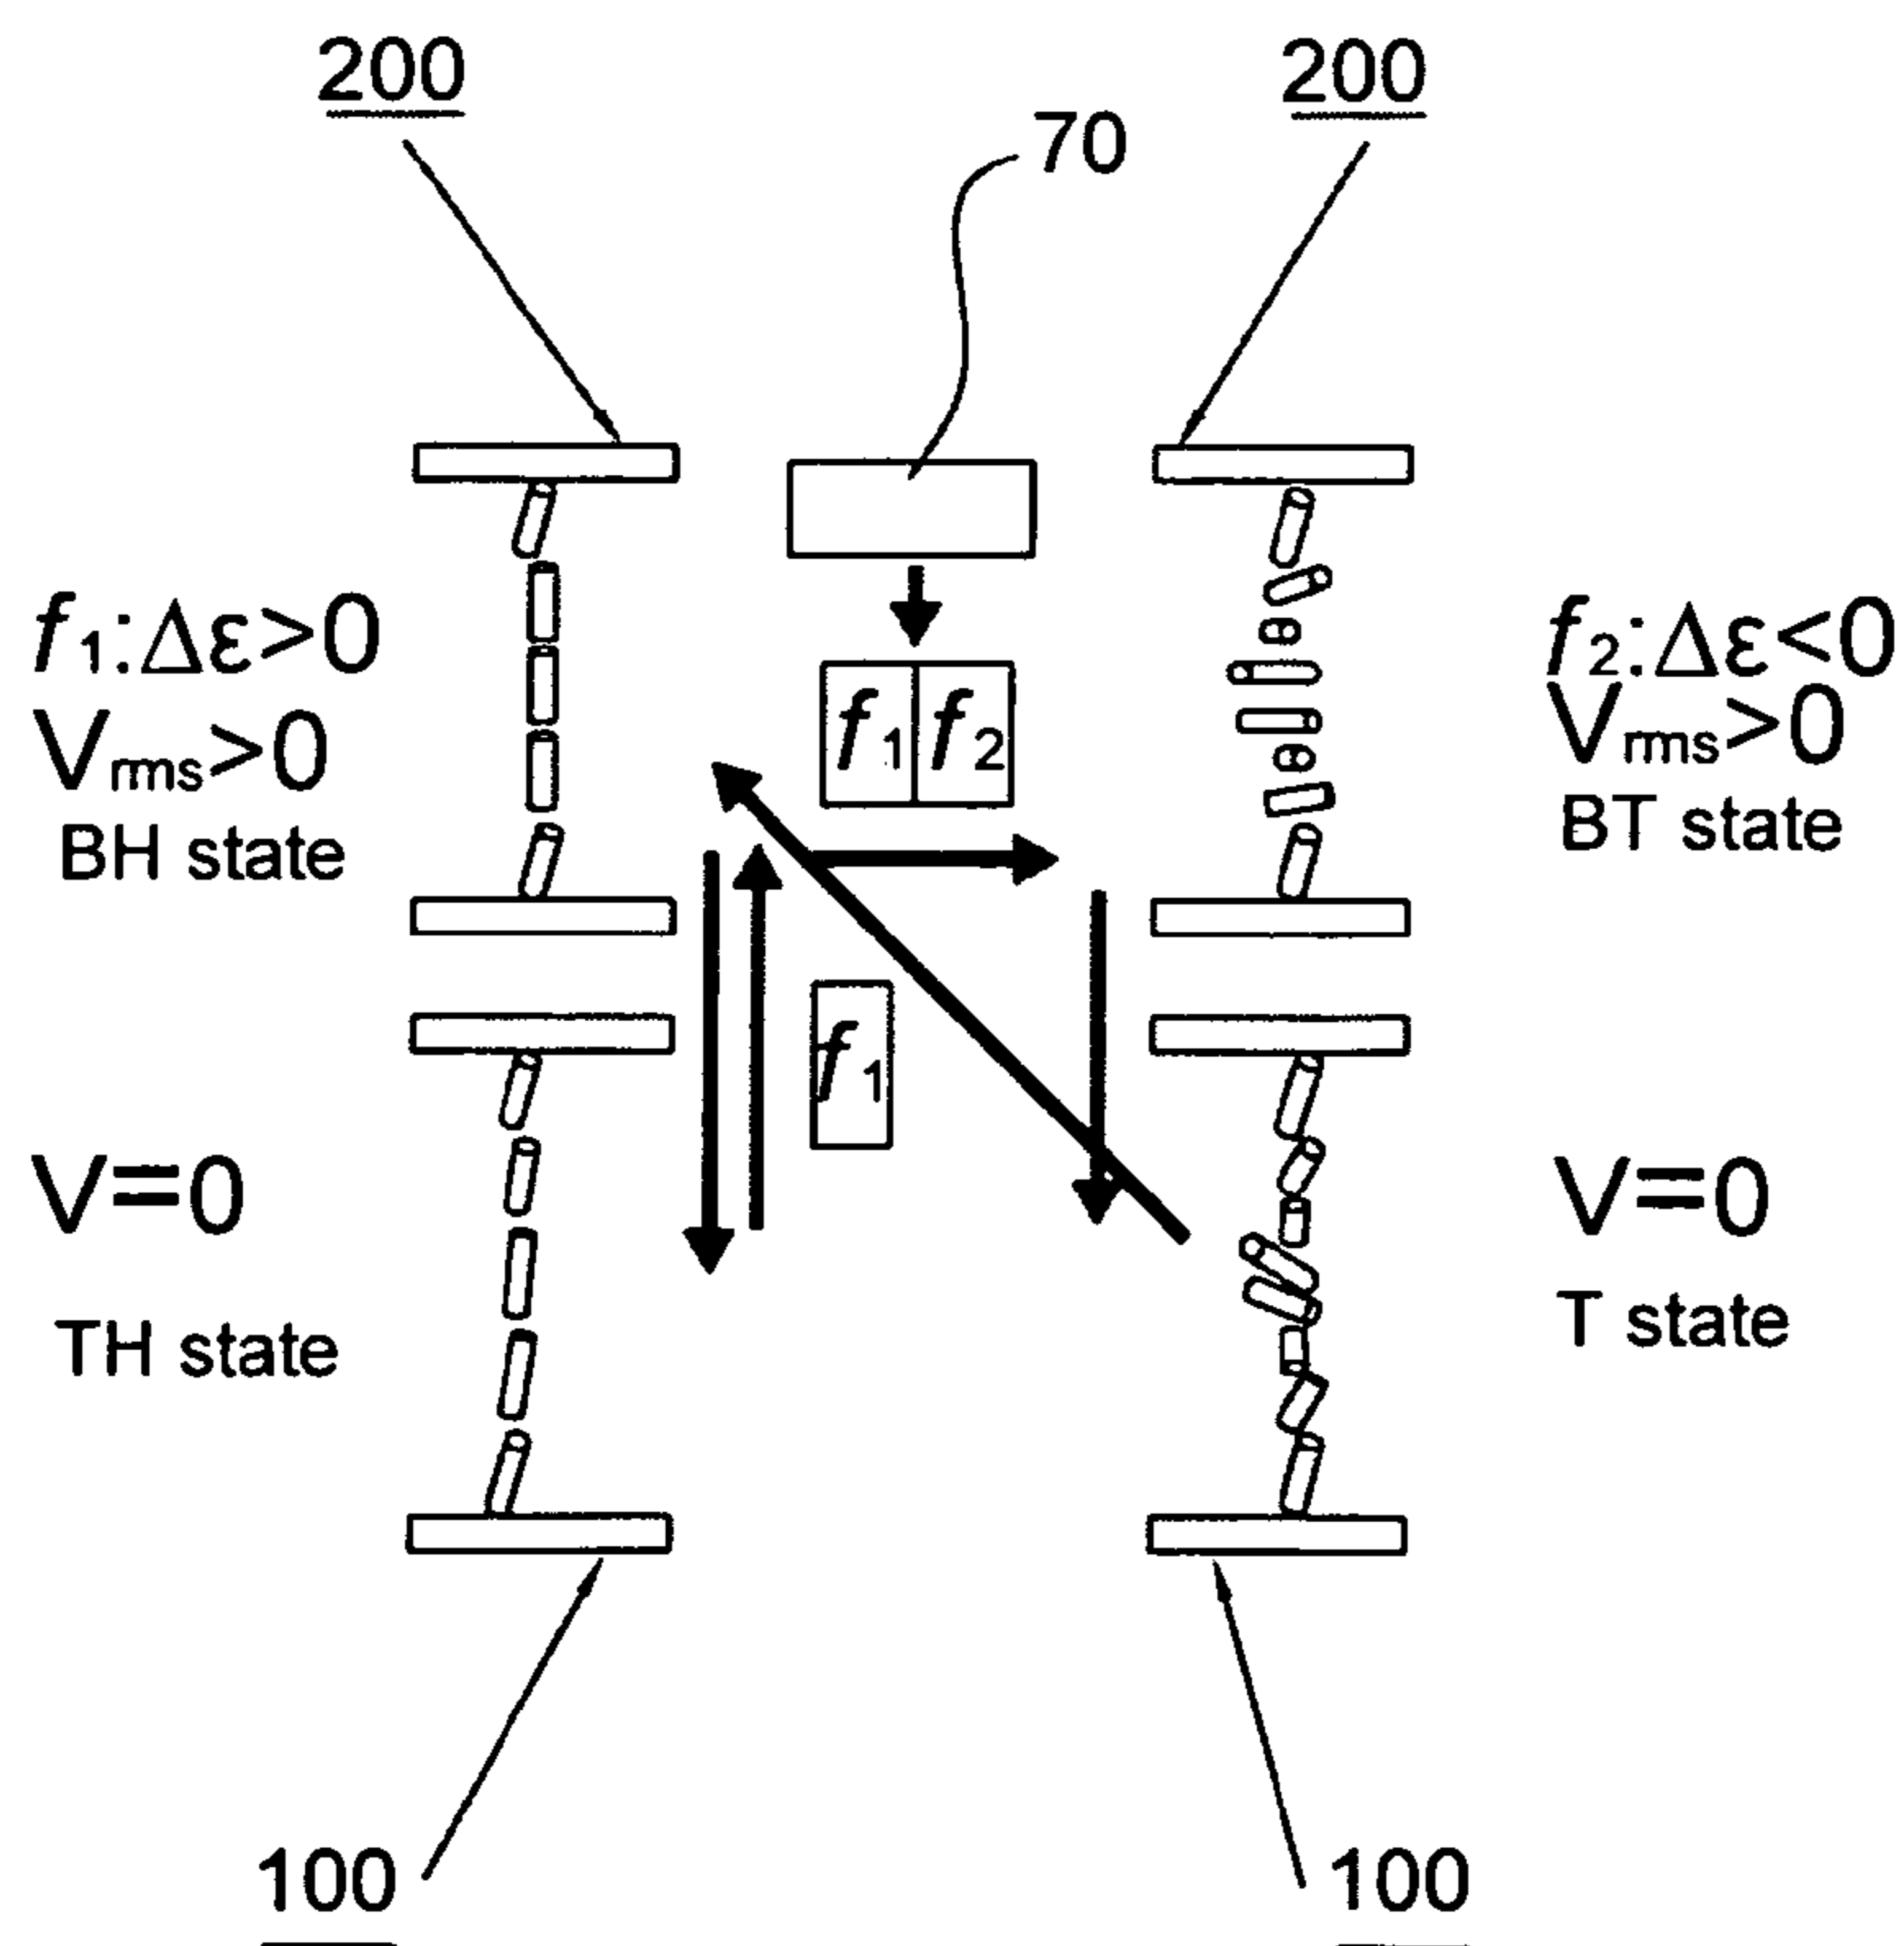 200
200
70
f1:Δε>0
Vrms>0
BH state
f1 f2
f2:Δε<0
Vrms>0
BT state
f1
V=0
TH state
V=0
T state
100
100